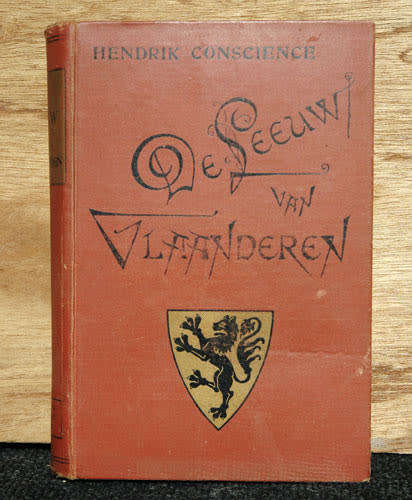 HENDRIK CONSCIENCE
De Leeuw
VAN
VLAANDEREN